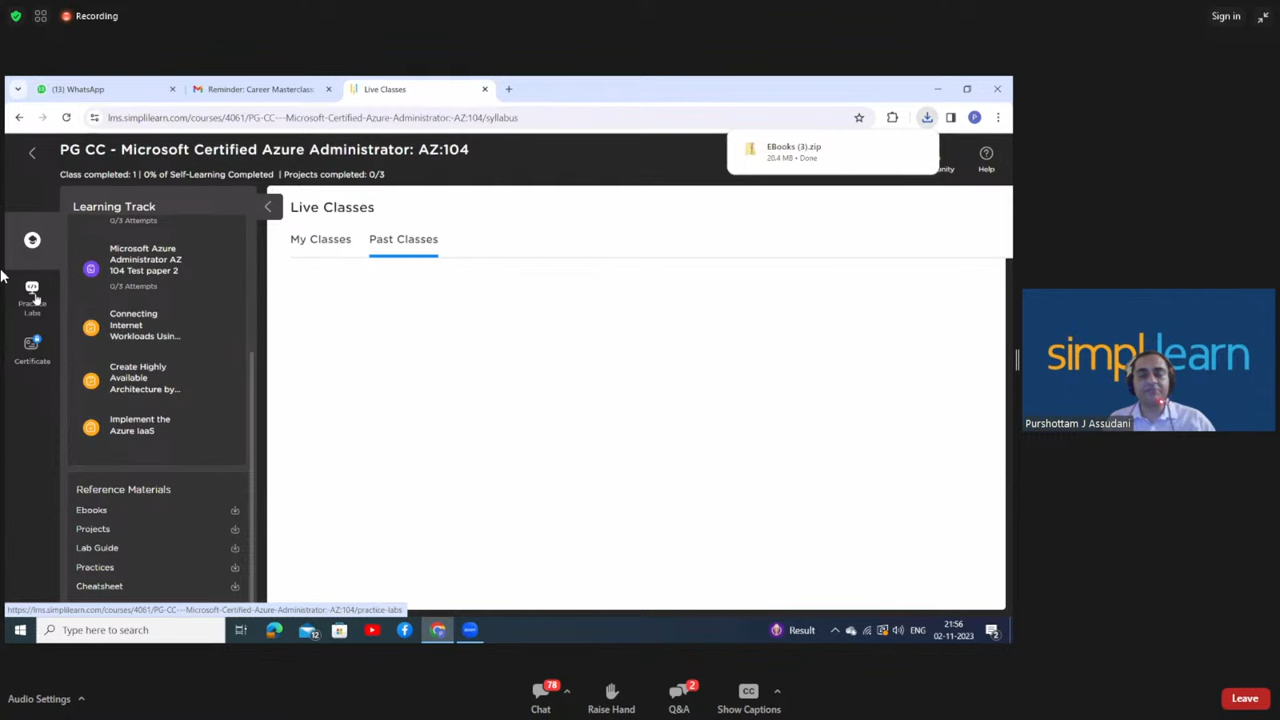 Recording
Sign in
(13) WhatsApp
Reminder: Career Masterclass:
Live Classes
lms.simplilearn.com/courses/4061/PG-CC---Microsoft-Certified-Azure-Administrator:-AZ:104/syllabus
PG CC - Microsoft Certified Azure Administrator: AZ:104
EBooks (3).zip
20.4 MB • Done
Help
Class completed: 1 | 0% of Self-Learning Completed | Projects completed: 0/3
Learning Track
0/3 Attempts
Microsoft Azure
Administrator AZ
104 Test paper 2
0/3 Attempts
Connecting
Internet
Workloads Usin...
Create Highly
Available
Architecture by...
Implement the
Azure IaaS
Practice
Labs
Certificate
Reference Materials
Ebooks
Projects
Lab Guide
Practices
Cheatsheet
Live Classes
My Classes
Past Classes
https://lms.simplilearn.com/courses/4061/PG-CC---Microsoft-Certified-Azure-Administrator:-AZ:104/practice-labs
Type here to search
12
Result
ENG
21:56
02-11-2023
2
simplilearn
Purshottam J Assudani
Audio Settings
78
Chat
Raise Hand
2
Q&A
CC
Show Captions
Leave